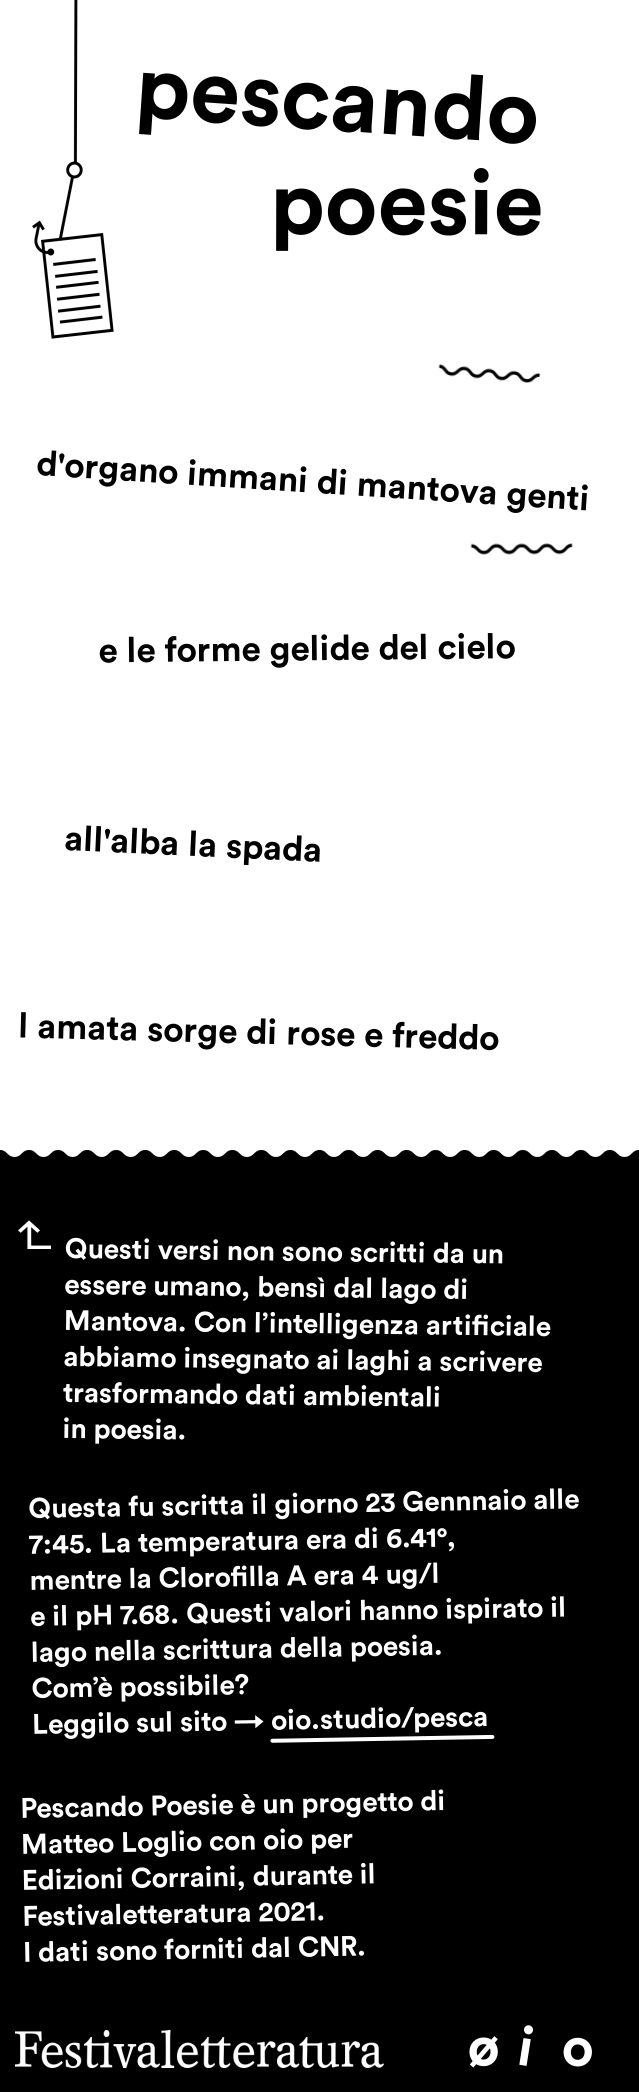 pescando
poesie
d'organo immani di mantova genti
e le forme gelide del cielo
all'alba la spada
l amata sorge di rose e freddo
Questi versi non sono scritti da un
essere umano, bensì dal lago di
Mantova. Con l’intelligenza artificiale
abbiamo insegnato ai laghi a scrivere
trasformando dati ambientali
in poesia.
Questa fu scritta il giorno 23 Gennnaio alle
7:45. La temperatura era di 6.41°,
mentre la Clorofilla A era 4 ug/l
e il pH 7.68. Questi valori hanno ispirato il
lago nella scrittura della poesia.
Com’è possibile?
Leggilo sul sito → oio.studio/pesca
Pescando Poesie è un progetto di
Matteo Loglio con oio per
Edizioni Corraini, durante il
Festivaletteratura 2021.
I dati sono forniti dal CNR.
Festivaletteratura ø i o